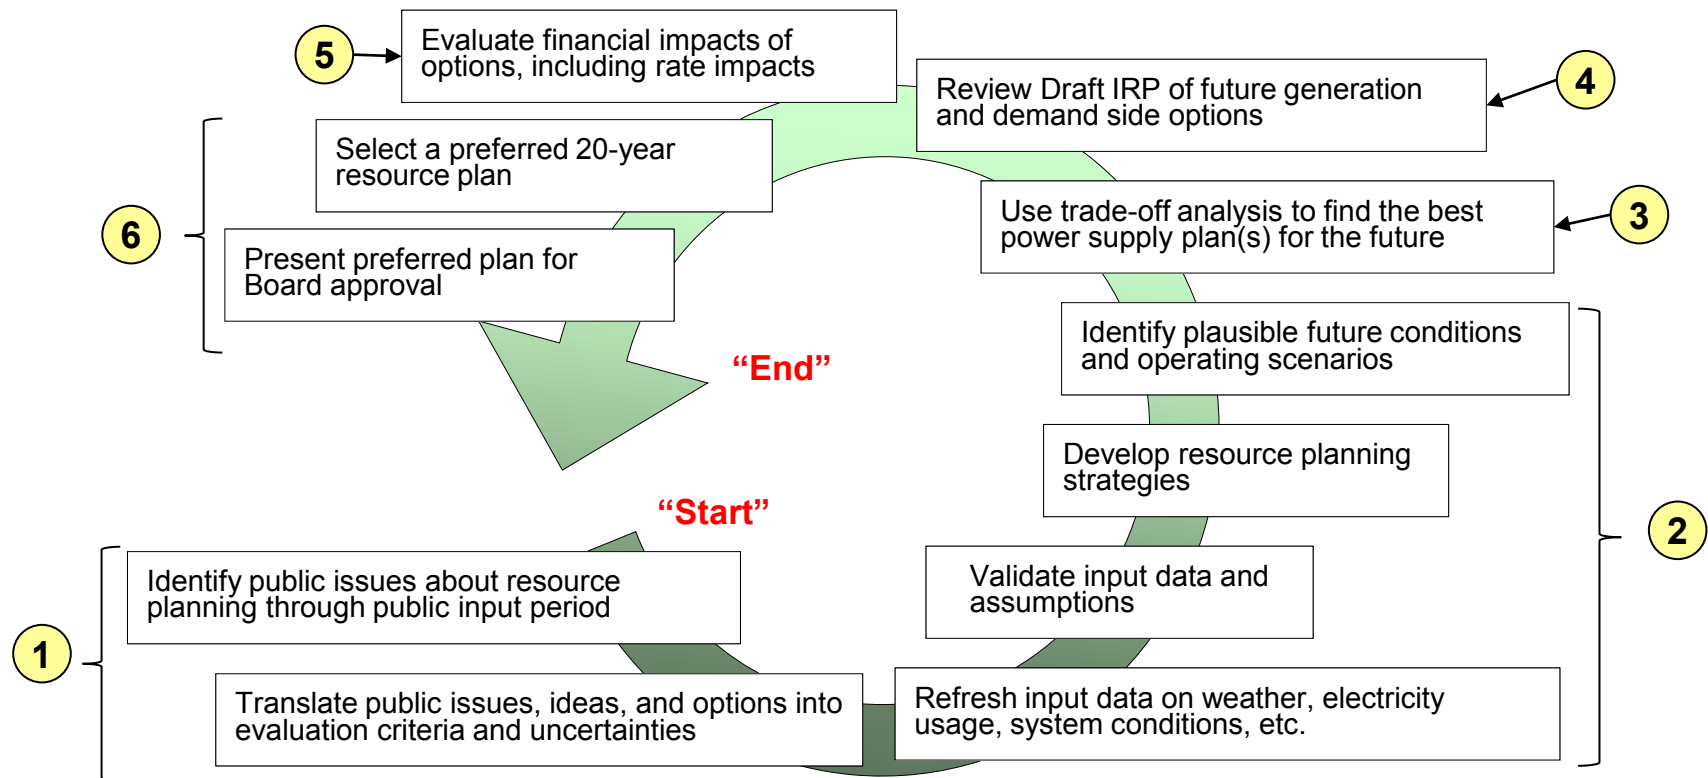 5
Evaluate financial impacts of
options, including rate impacts
4
Review Draft IRP of future generation
and demand side options
Select a preferred 20-year
resource plan
3
Use trade-off analysis to find the best
power supply plan(s) for the future
6
Present preferred plan for
Board approval
Identify plausible future conditions
and operating scenarios
“End”
Develop resource planning
strategies
“Start”
2
Identify public issues about resource
planning through public input period
Validate input data and
assumptions
1
Translate public issues, ideas, and options into
evaluation criteria and uncertainties
Refresh input data on weather, electricity
usage, system conditions, etc.